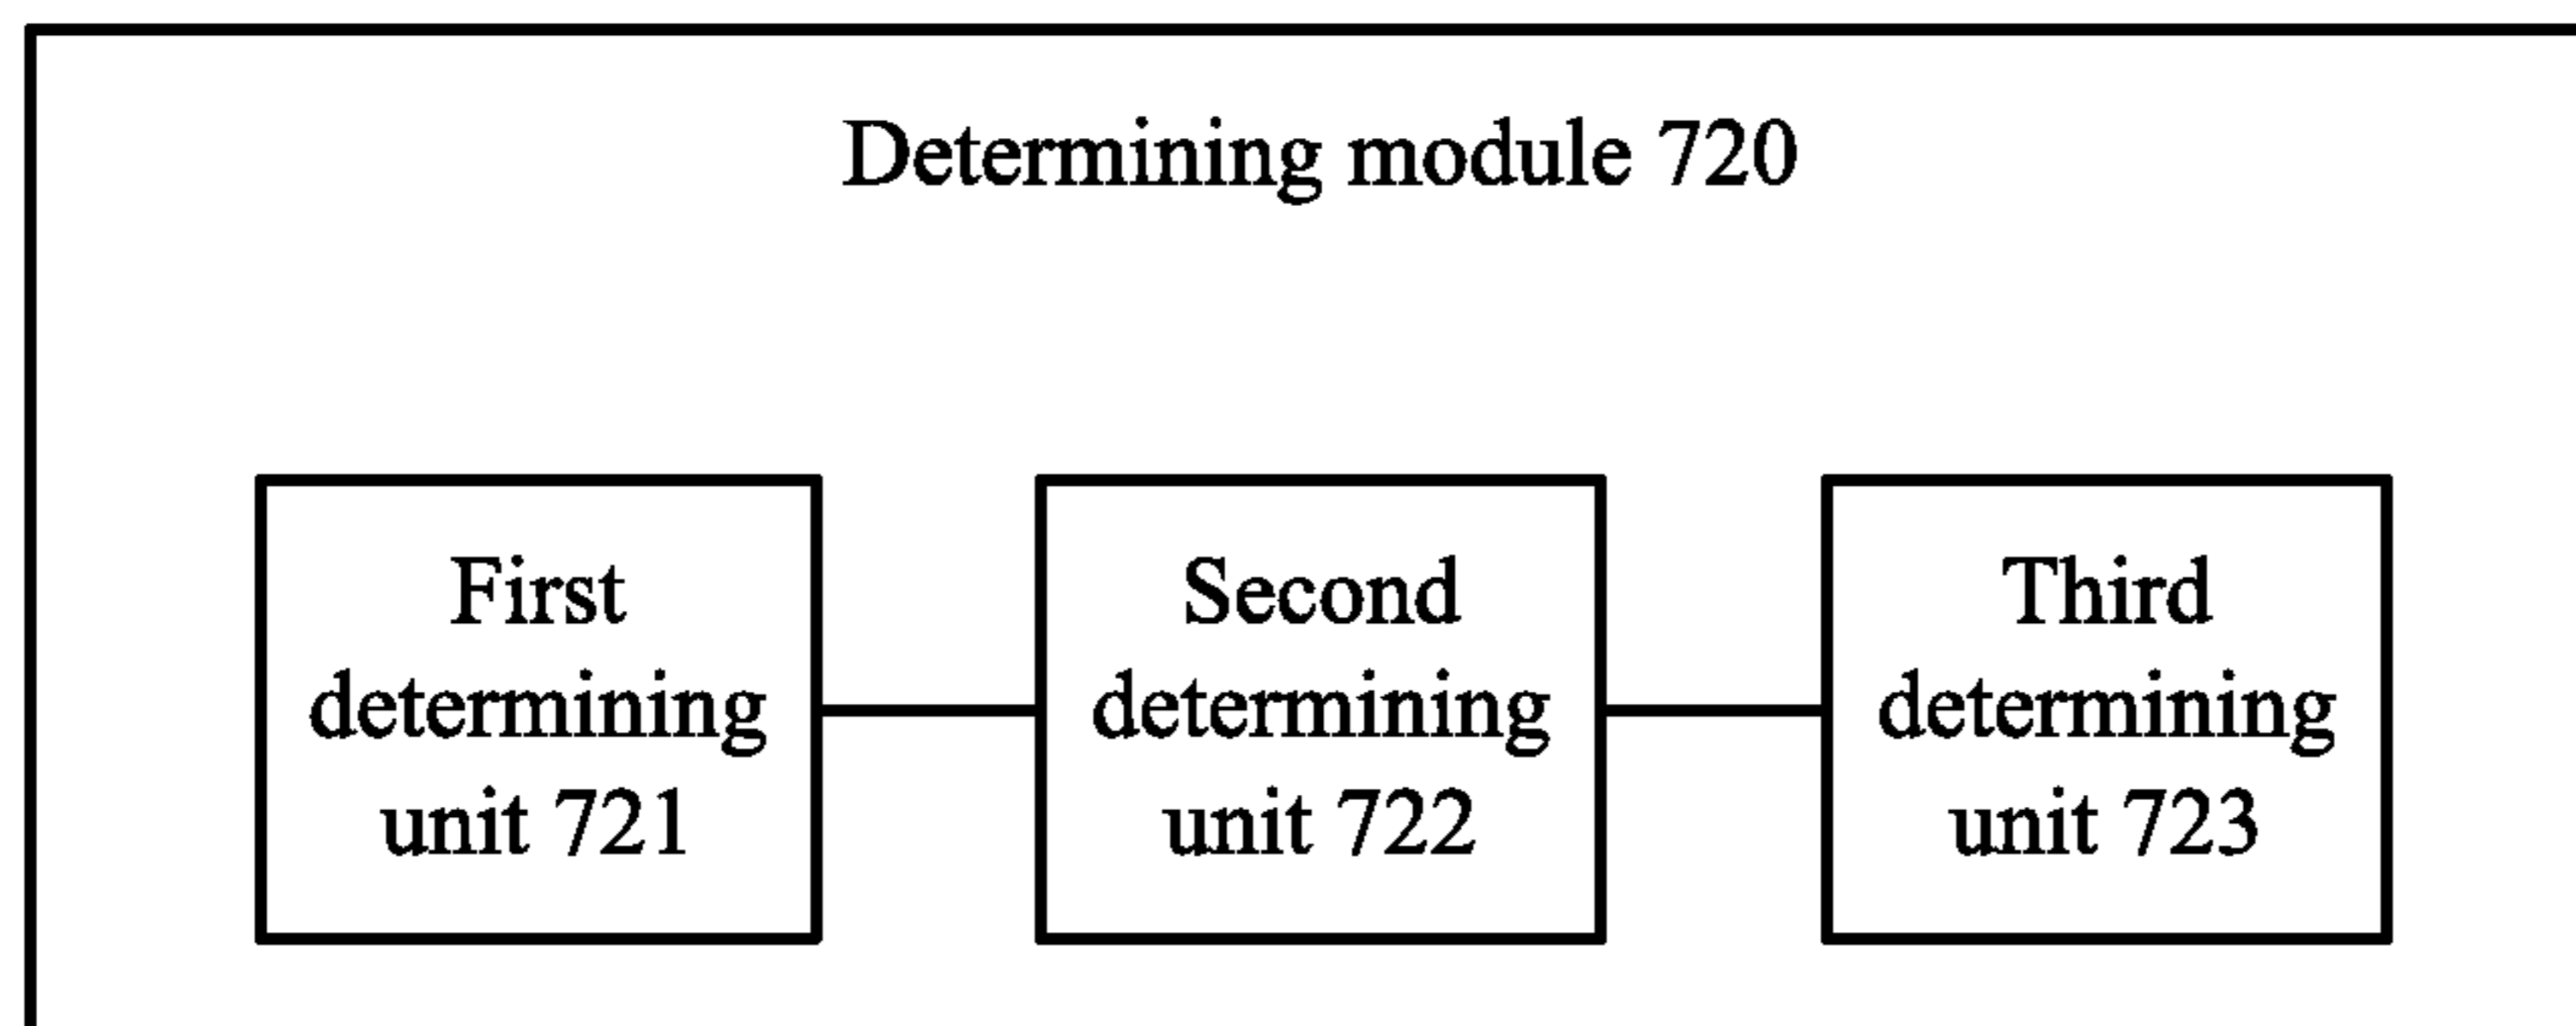 Determining module 720
First
determining
unit 721
Second
determining
unit 722
Third
determining
unit 723